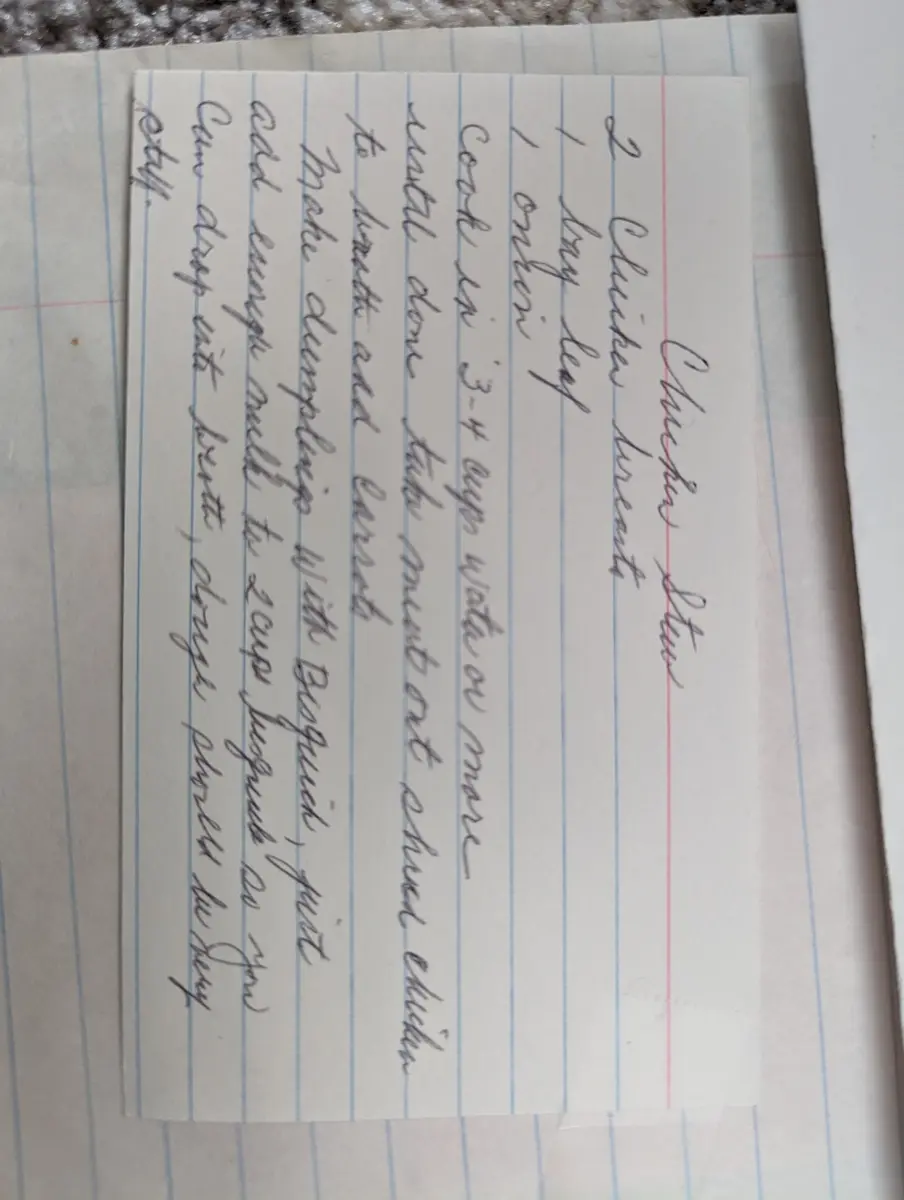 Chicken Stew
2 Chicken breasts
1 bay leaf
1 onion
Cook in 3-4 cups water or more
until done take meat out shred chicken
to broth add Carrots
Make dumplings with Bisquick, just
add enough milk to 2 cups so you
Can drop into broth, dough should be very
stiff.